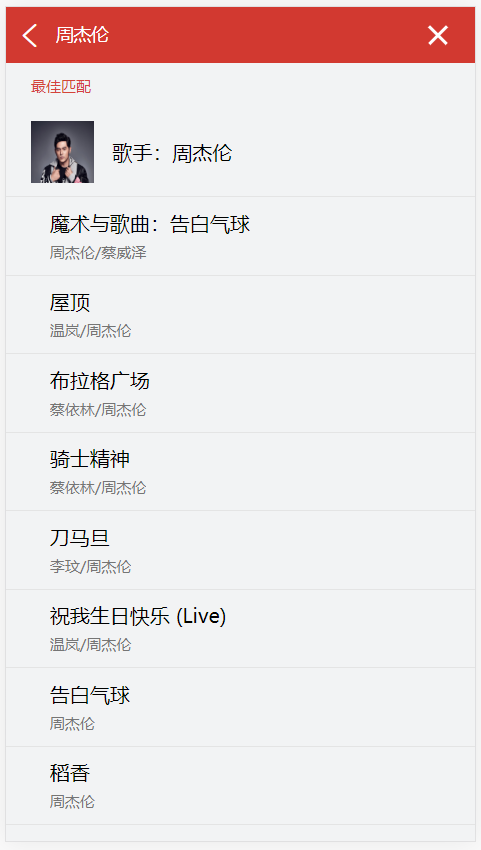 周杰伦
最佳匹配
歌手：周杰伦
魔术与歌曲：告白气球
周杰伦/蔡威泽
屋顶
温岚/周杰伦
布拉格广场
蔡依林/周杰伦
骑士精神
蔡依林/周杰伦
刀马旦
李玟/周杰伦
祝我生日快乐 (Live)
温岚/周杰伦
告白气球
周杰伦
稻香
周杰伦